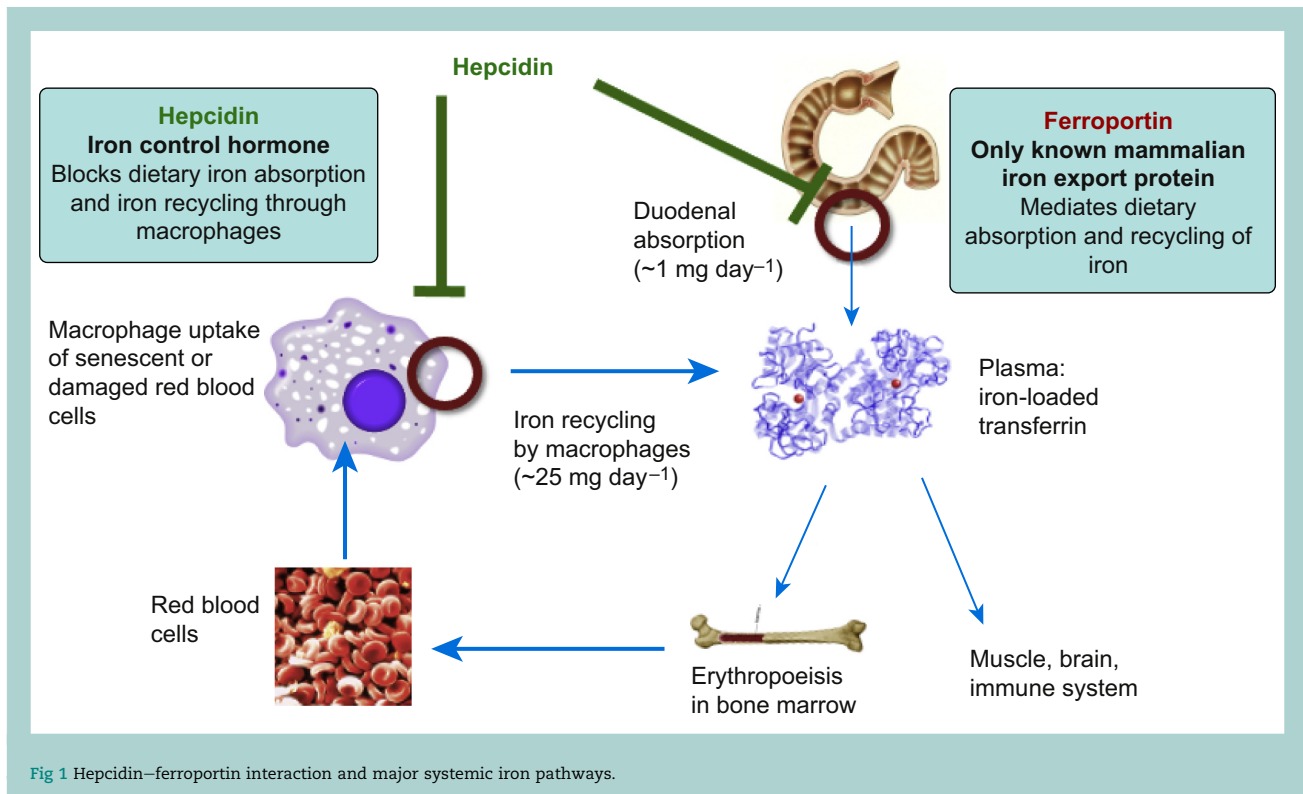 Hepcidin
Hepcidin
Iron control hormone
Blocks dietary iron absorption
and iron recycling through
macrophages
Ferroportin
Only known mammalian
iron export protein
Mediates dietary
absorption and recycling of
iron
Duodenal
absorption
(~1 mg day–1)
Macrophage uptake
of senescent or
damaged red blood
cells
Iron recycling
by macrophages
(~25 mg day–1)
Plasma:
iron-loaded
transferrin
Red blood
cells
Erythropoeisis
in bone marrow
Muscle, brain,
immune system
Fig 1 Hepcidin–ferroportin interaction and major systemic iron pathways.